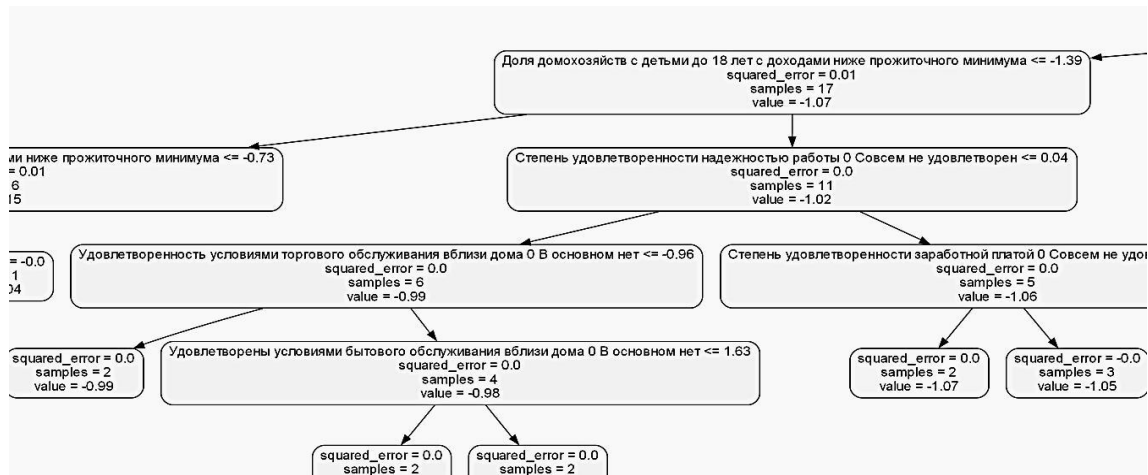 Доля домохозяйств с детьми до 18 лет с доходами ниже прожиточного минимума <= -1.39
squared_error = 0.01
samples = 17
value = -1.07
ми ниже прожиточного минимума <= -0.73
= 0.01
6
15
Степень удовлетворенности надежностью работы 0 Совсем не удовлетворен <= 0.04
squared_error = 0.0
samples = 11
value = -1.02
= -0.0
1
04
Удовлетворенность условиями торгового обслуживания вблизи дома 0 В основном нет <= -0.96
squared_error = 0.0
samples = 6
value = -0.99
Степень удовлетворенности заработной платой 0 Совсем не удов
squared_error = 0.0
samples = 5
value = -1.06
squared_error = 0.0
samples = 2
value = -0.99
Удовлетворены условиями бытового обслуживания вблизи дома 0 В основном нет <= 1.63
squared_error = 0.0
samples = 4
value = -0.98
squared_error = 0.0
samples = 2
value = -1.07
squared_error = -0.0
samples = 3
value = -1.05
squared_error = 0.0
samples = 2
squared_error = 0.0
samples = 2